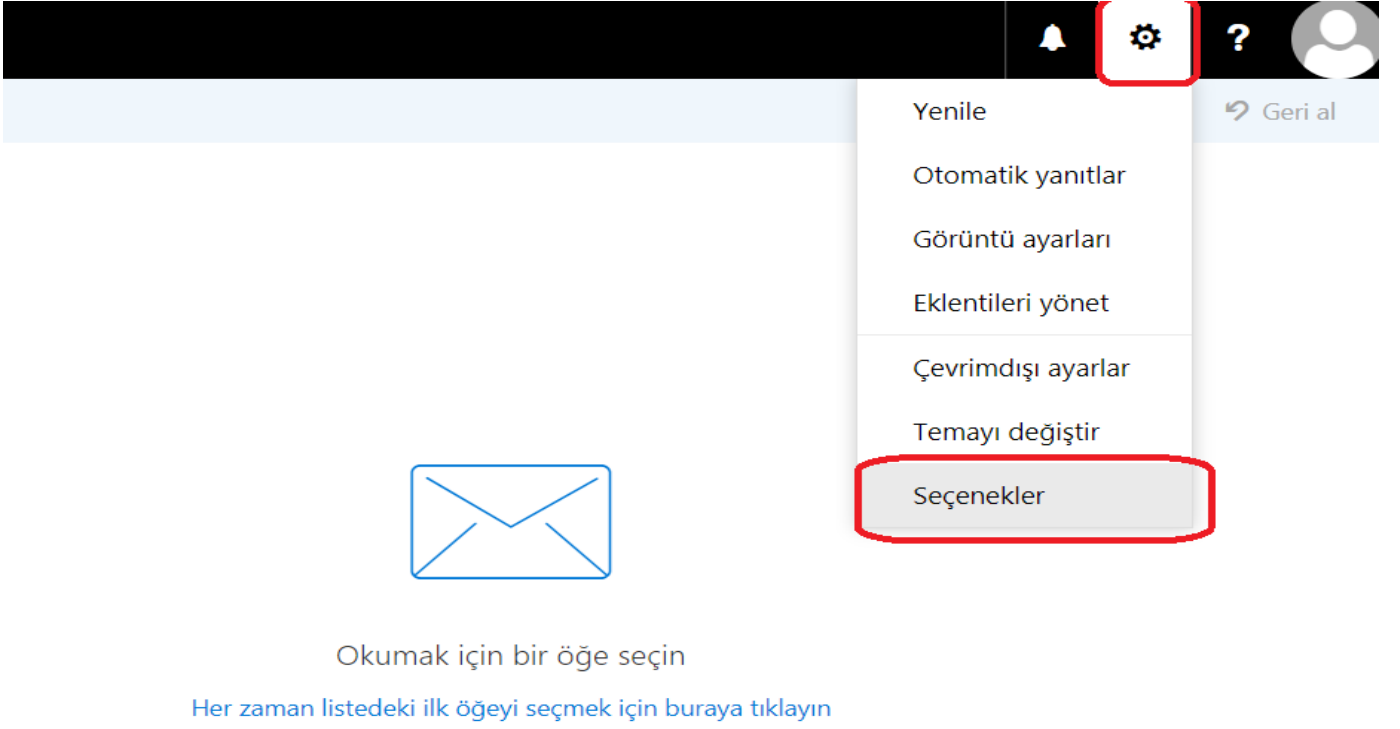 ?
Yenile
Geri al
Otomatik yanıtlar
Görüntü ayarları
Eklentileri yönet
Çevrimdışı ayarlar
Temayı değiştir
Seçenekler
Okumak için bir öğe seçin
Her zaman listedeki ilk öğeyi seçmek için buraya tıklayın